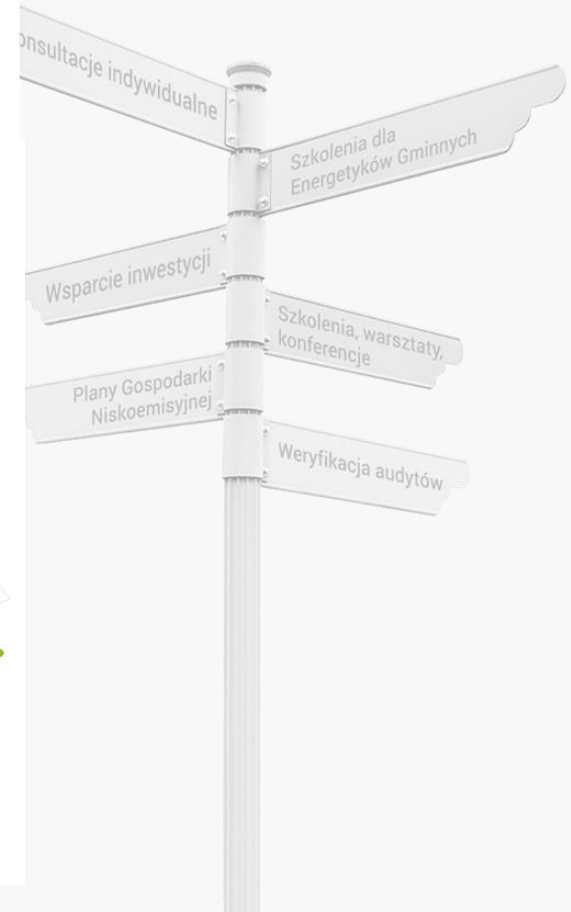 onsultacje indywidualne
Szkolenia dla
Energetyków Gminnych
Wsparcie inwestycji
Szkolenia, warsztaty,
konferencje
Plany Gospodarki
Niskoemisyjnej
Weryfikacja audytów